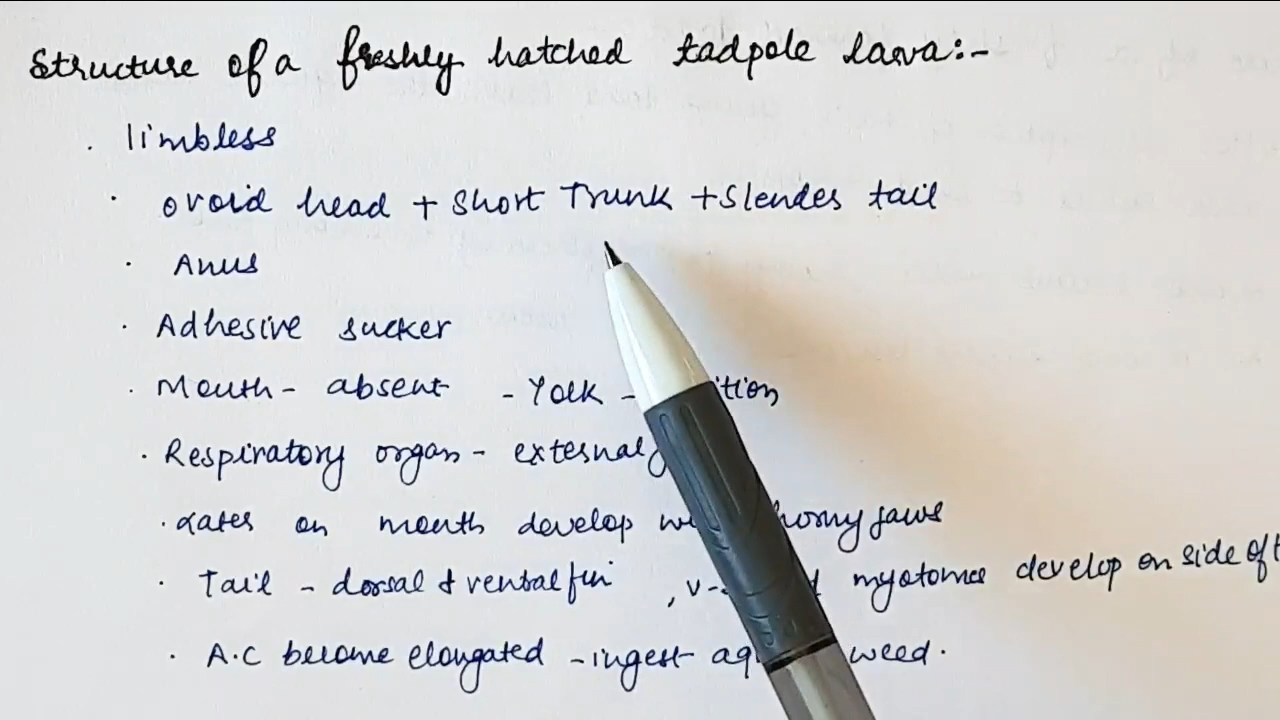 Structure of a freshly hatched tadpole larva:-
· limbless
· ovoid head + Short Trunk + Slender tail
· Anus
· Adhesive sucker
· Mouth - absent - Yolk -
· Respiratory organ - external
· Later on mouth develop horny jaws
· Tail - dorsal & ventral fin , v- myotomes develop on side of
· A.C become elongated - ingest weed.